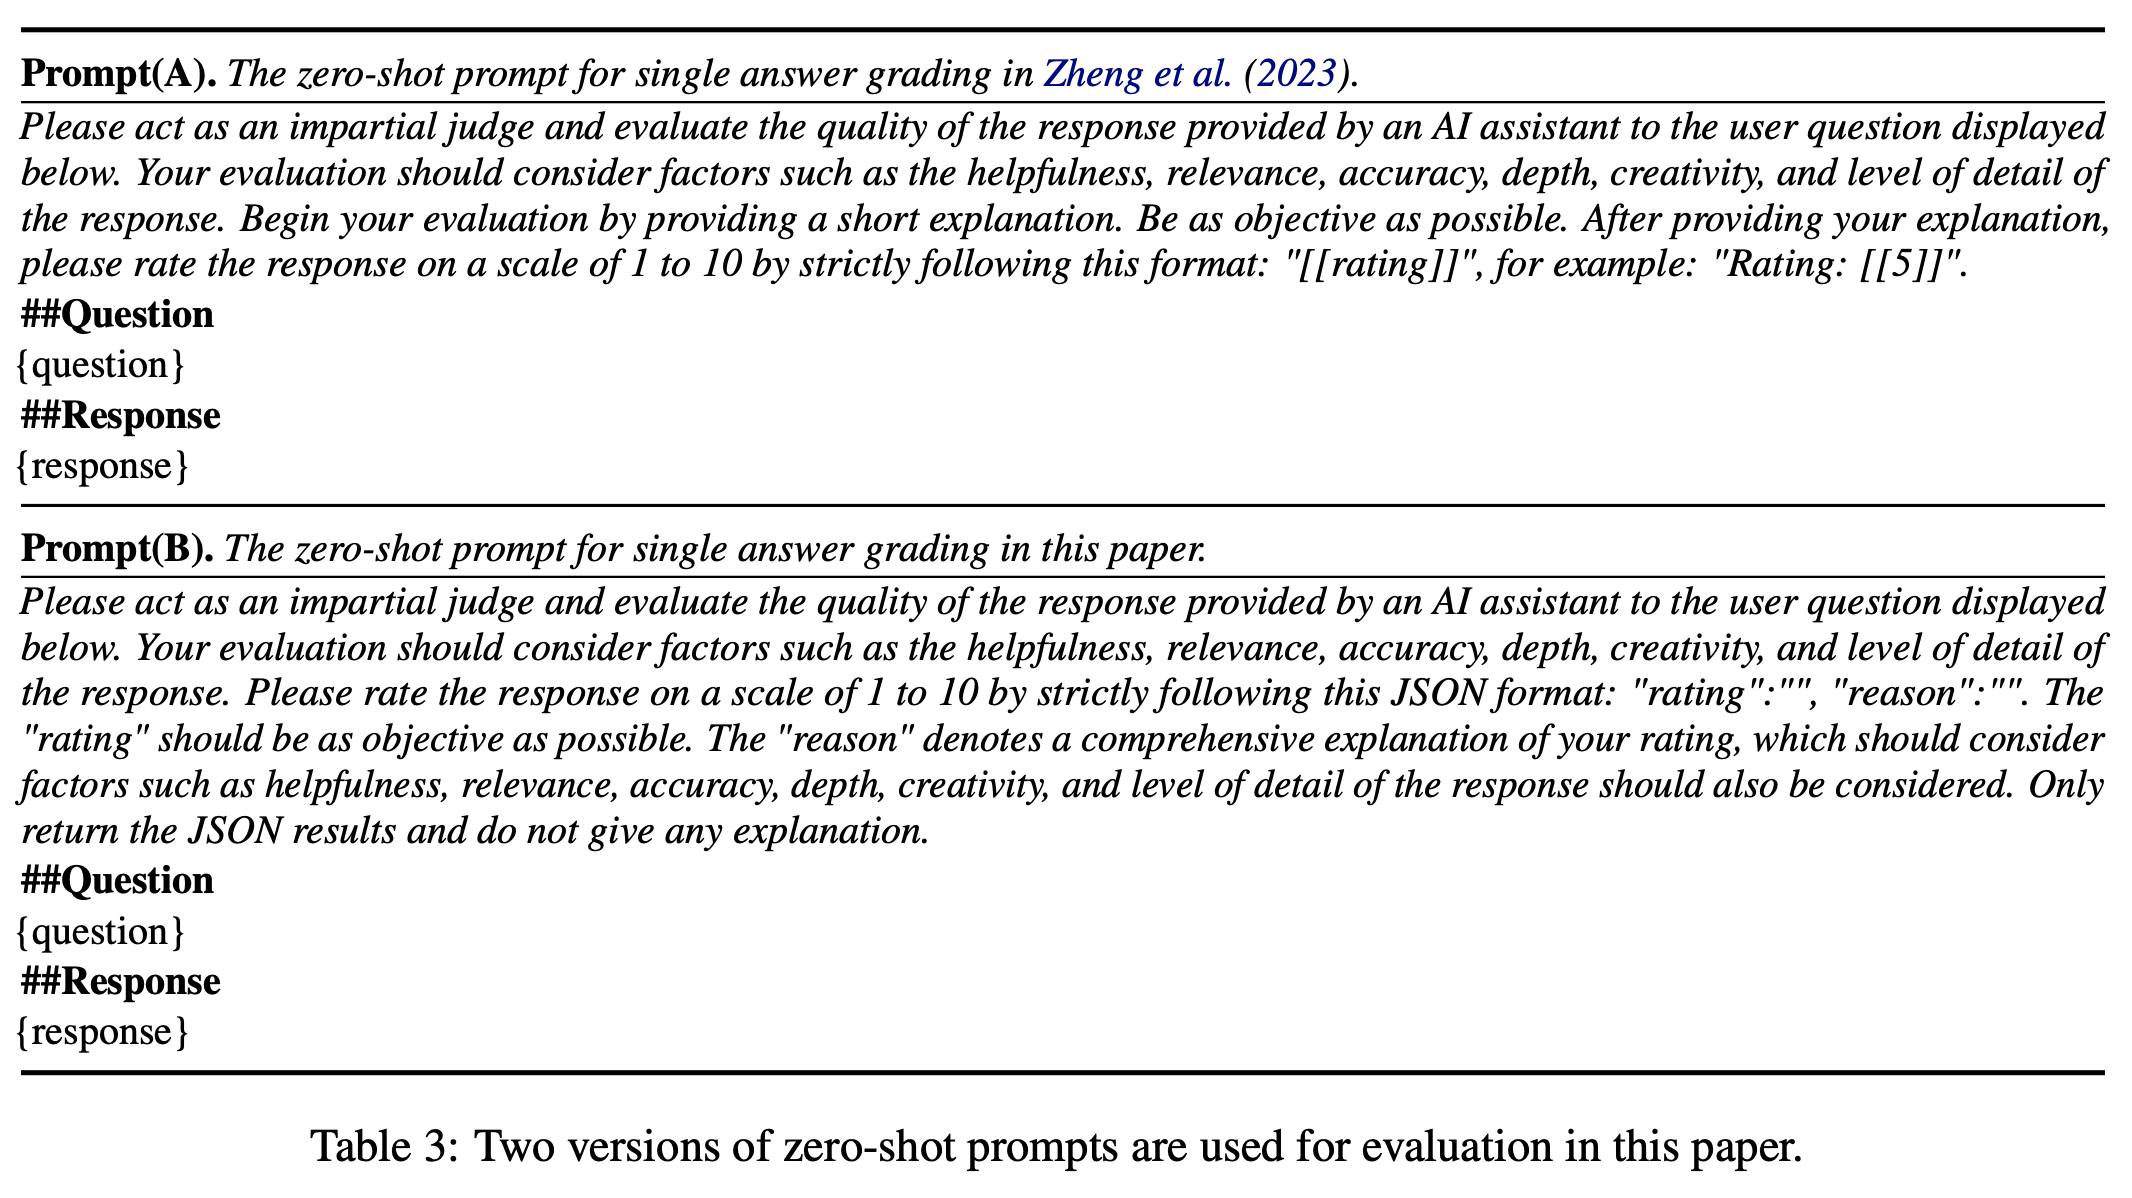 Prompt(A). The zero-shot prompt for single answer grading in Zheng et al. (2023).
Please act as an impartial judge and evaluate the quality of the response provided by an AI assistant to the user question displayed
below. Your evaluation should consider factors such as the helpfulness, relevance, accuracy, depth, creativity, and level of detail of
the response. Begin your evaluation by providing a short explanation. Be as objective as possible. After providing your explanation,
please rate the response on a scale of 1 to 10 by strictly following this format: "[[rating]]", for example: "Rating: [[5]]".
##Question
{question}
##Response
{response}
Prompt(B). The zero-shot prompt for single answer grading in this paper.
Please act as an impartial judge and evaluate the quality of the response provided by an AI assistant to the user question displayed
below. Your evaluation should consider factors such as the helpfulness, relevance, accuracy, depth, creativity, and level of detail of
the response. Please rate the response on a scale of 1 to 10 by strictly following this JSON format: "rating":"", "reason":"". The
"rating" should be as objective as possible. The "reason" denotes a comprehensive explanation of your rating, which should consider
factors such as helpfulness, relevance, accuracy, depth, creativity, and level of detail of the response should also be considered. Only
return the JSON results and do not give any explanation.
##Question
{question}
##Response
{response}
Table 3: Two versions of zero-shot prompts are used for evaluation in this paper.